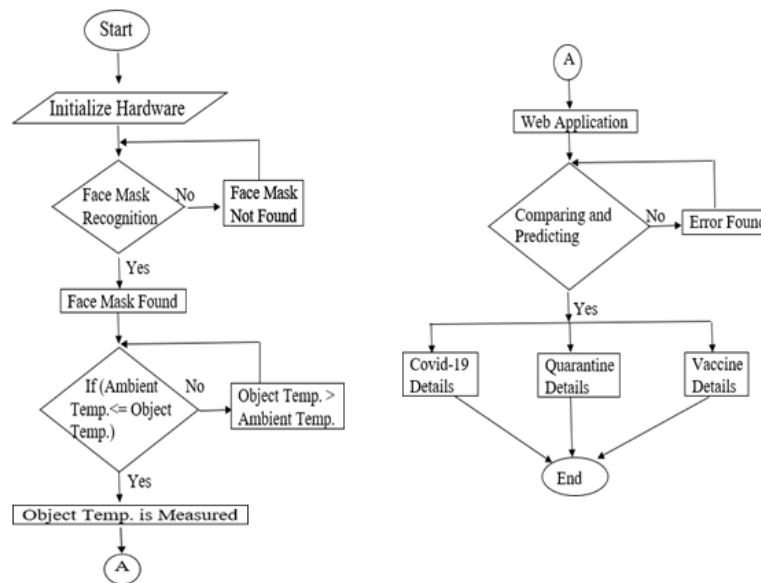 Start
Initialize Hardware
Face Mask
Recognition
No
Face Mask
Not Found
Yes
Face Mask Found
If (Ambient
Temp.<= Object
Temp.)
No
Object Temp. >
Ambient Temp.
Yes
Object Temp. is Measured
A
A
Web Application
Comparing and
Predicting
No
Error Found
Yes
Covid-19
Details
Quarantine
Details
Vaccine
Details
End